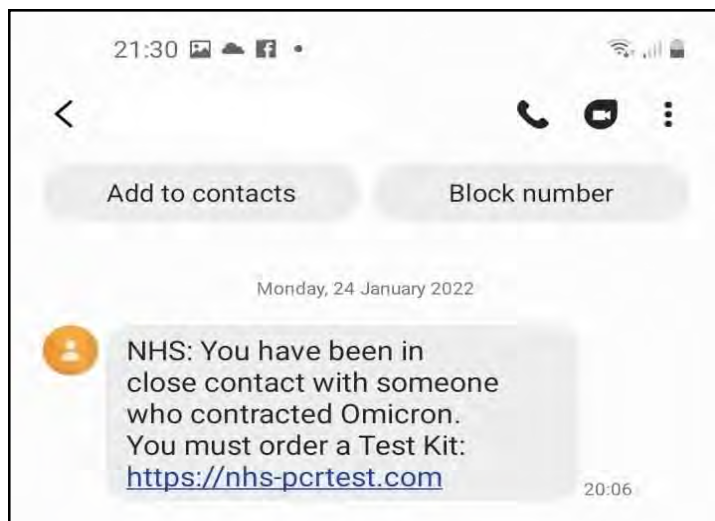 21:30
Add to contacts Block number
Monday, 24 January 2022
NHS: You have been in
close contact with someone
who contracted Omicron.
You must order a Test Kit:
https://nhs-pcrtest.com
20:06